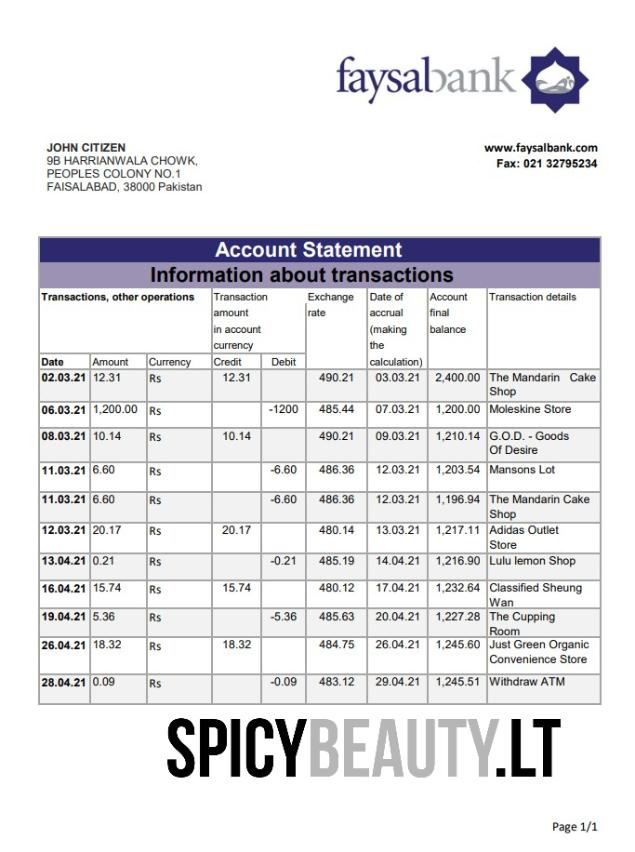 faysalbank
JOHN CITIZEN
9B HARRIANWALA CHOWK,
PEOPLES COLONY NO.1
FAISALABAD, 38000 Pakistan
www.faysalbank.com
Fax: 021 32795234
Account Statement
Information about transactions
Transactions, other operations Transaction amount in account currency Exchange rate Date of accrual (making the calculation) Account final balance Transaction details
Date Amount Currency Credit Debit
02.03.21 12.31 Rs 12.31 490.21 03.03.21 2,400.00 The Mandarin Cake Shop
06.03.21 1,200.00 Rs -1200 485.44 07.03.21 1,200.00 Moleskine Store
08.03.21 10.14 Rs 10.14 490.21 09.03.21 1,210.14 G.O.D. - Goods Of Desire
11.03.21 6.60 Rs -6.60 486.36 12.03.21 1,203.54 Mansons Lot
11.03.21 6.60 Rs -6.60 486.36 12.03.21 1,196.94 The Mandarin Cake Shop
12.03.21 20.17 Rs 20.17 480.14 13.03.21 1,217.11 Adidas Outlet Store
13.04.21 0.21 Rs -0.21 485.19 14.04.21 1,216.90 Lulu lemon Shop
16.04.21 15.74 Rs 15.74 480.12 17.04.21 1,232.64 Classified Sheung Wan
19.04.21 5.36 Rs -5.36 485.63 20.04.21 1,227.28 The Cupping Room
26.04.21 18.32 Rs 18.32 484.75 26.04.21 1,245.60 Just Green Organic Convenience Store
28.04.21 0.09 Rs -0.09 483.12 29.04.21 1,245.51 Withdraw ATM
SPICYBEAUTY.LT
Page 1/1